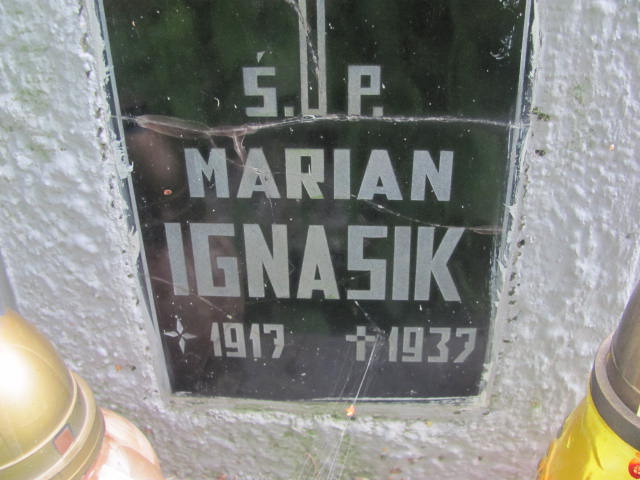 Ś. P.
MARIAN
IGNASIK
1917 1937